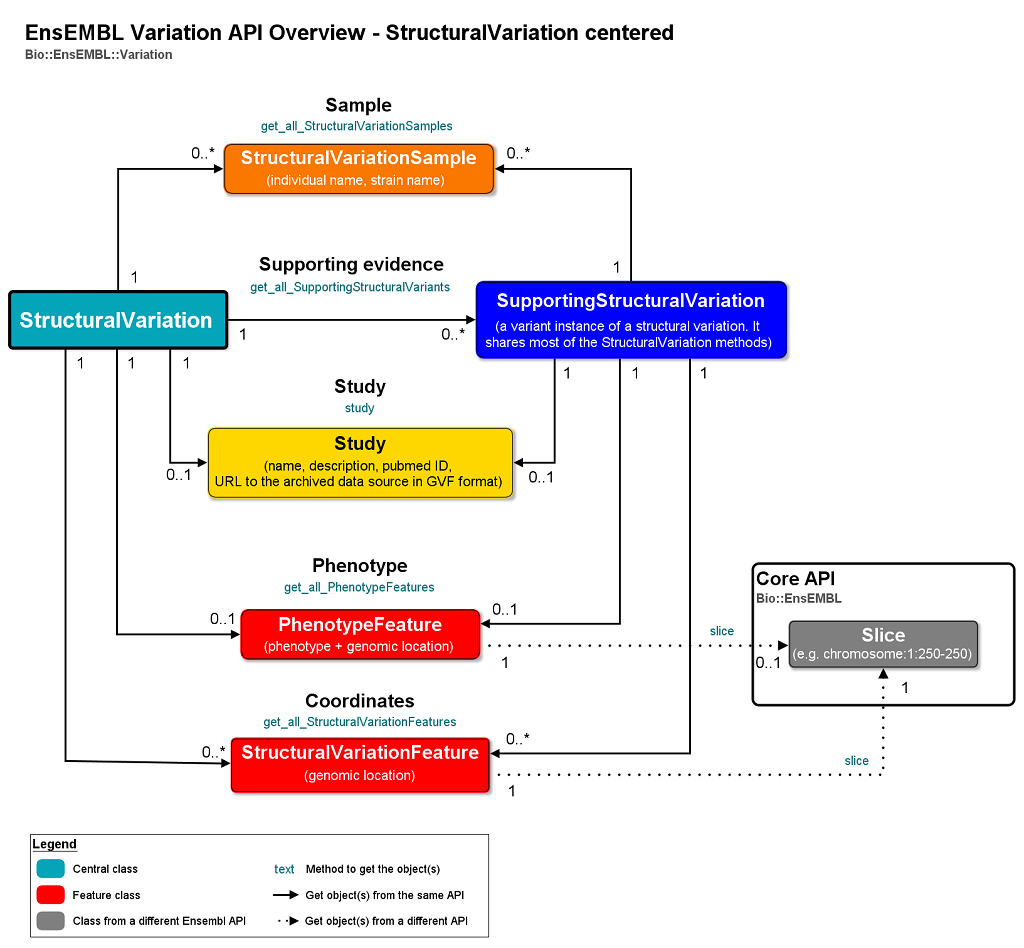 EnsEMBL Variation API Overview - StructuralVariation centered
Bio::EnsEMBL::Variation
Sample
get_all_StructuralVariationSamples
0..*
StructuralVariationSample
(individual name, strain name)
0..*
1
1
Supporting evidence
get_all_SupportingStructuralVariants
StructuralVariation
1
0..*
SupportingStructuralVariation
(a variant instance of a structural variation. It
shares most of the StructuralVariation methods)
1
1
1
1
1
1
Study
study
Study
(name, description, pubmed ID,
URL to the archived data source in GVF format)
0..1
0..1
Phenotype
get_all_PhenotypeFeatures
0..1
PhenotypeFeature
(phenotype + genomic location)
0..1
1
slice
0..1
Core API
Bio::EnsEMBL
Slice
(e.g. chromosome:1:250-250)
1
Coordinates
get_all_StructuralVariationFeatures
0..*
StructuralVariationFeature
(genomic location)
0..*
1
slice
Legend
Central class
Feature class
Class from a different Ensembl API
text Method to get the object(s)
Get object(s) from the same API
Get object(s) from a different API